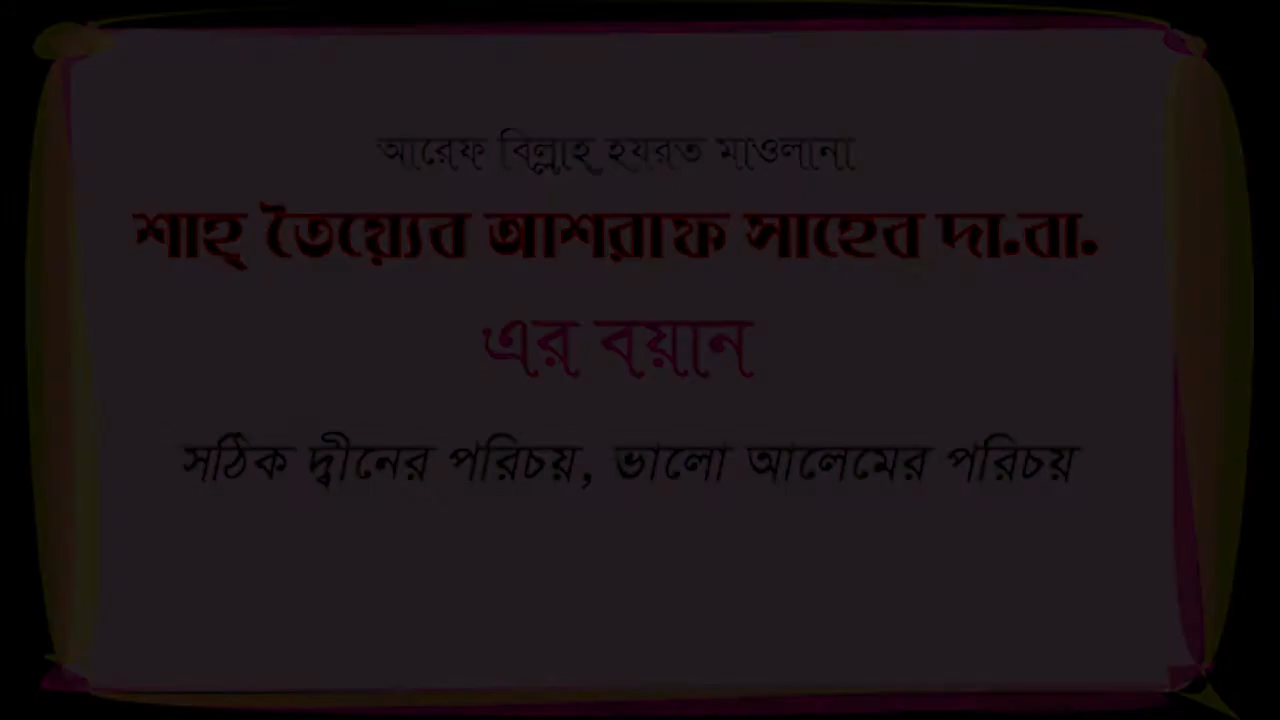 আরেফ বিল্লাহ্ হযরত মাওলানা
শাহ্ তৈয়্যেব আশরাফ সাহেব দা.বা.
এর বয়ান
সঠিক দ্বীনের পরিচয়, ভালো আলেমের পরিচয়